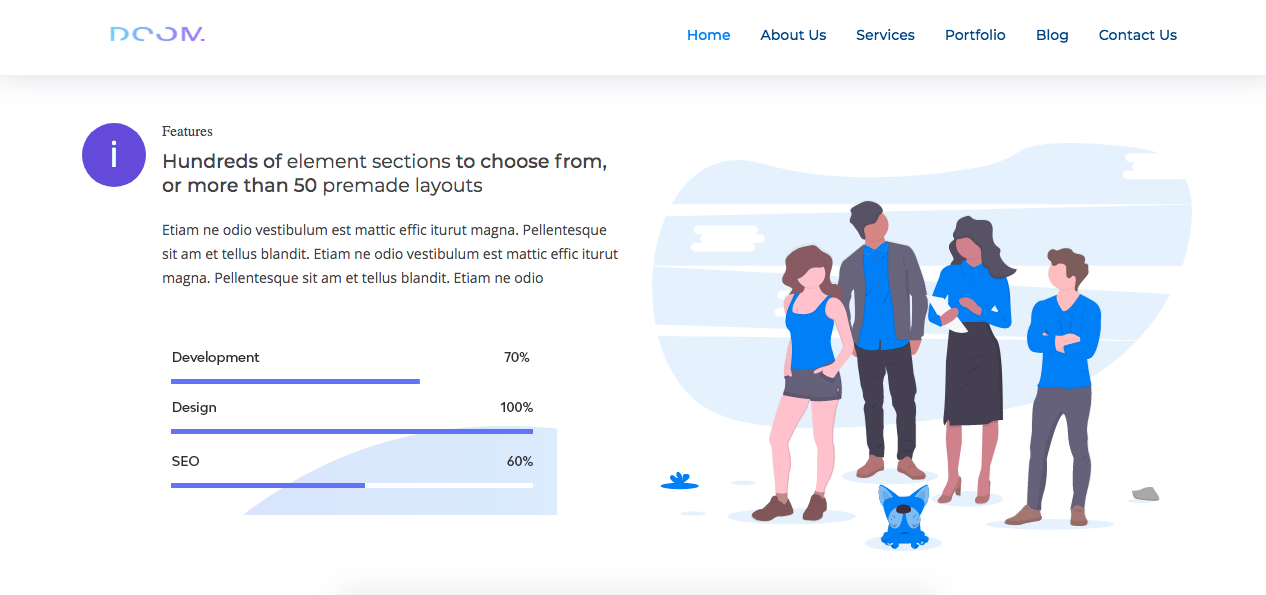 DOOM.
Home About Us Services Portfolio Blog Contact Us
i
Features
Hundreds of element sections to choose from,
or more than 50 premade layouts
Etiam ne odio vestibulum est mattic effic iturut magna. Pellentesque
sit am et tellus blandit. Etiam ne odio vestibulum est mattic effic iturut
magna. Pellentesque sit am et tellus blandit. Etiam ne odio
Development 70%
Design 100%
SEO 60%